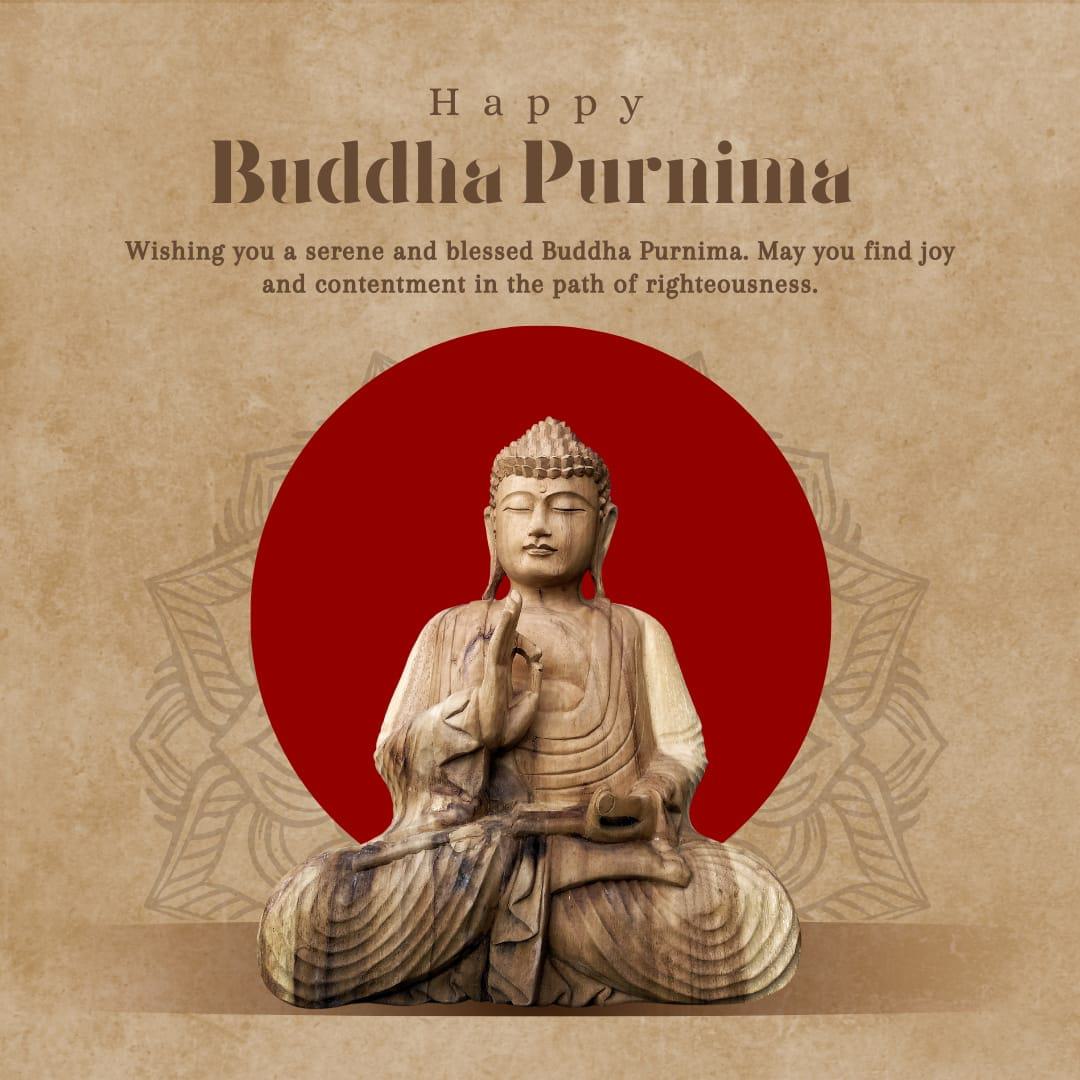 Happy
Buddha Purnima
Wishing you a serene and blessed Buddha Purnima. May you find joy
and contentment in the path of righteousness.